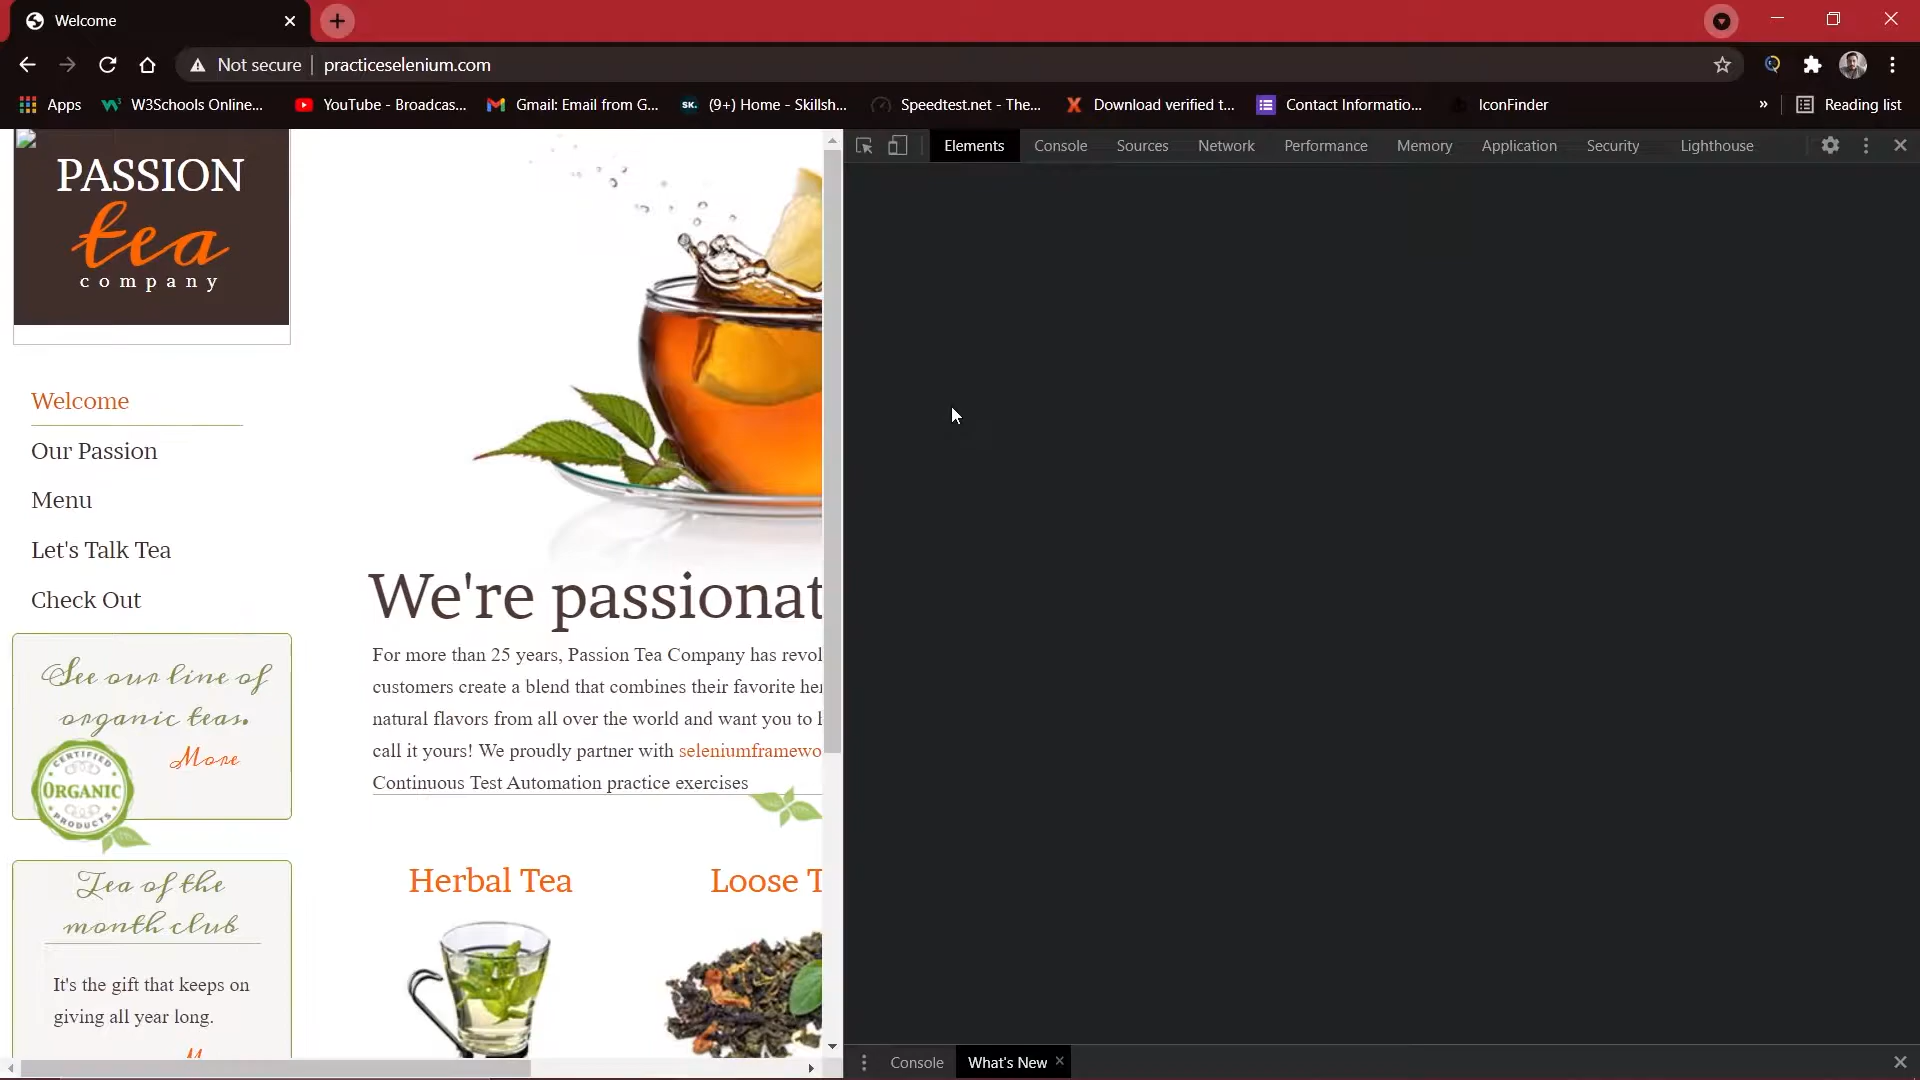 Welcome
Not secure practiceselenium.com
Apps W3Schools Online... YouTube - Broadcas... Gmail: Email from G... SK. (9+) Home - Skillsh... Speedtest.net - The... Download verified t... Contact Informatio... IconFinder » Reading list
Elements Console Sources Network Performance Memory Application Security Lighthouse
PASSION
tea
company
Welcome
Our Passion
Menu
Let's Talk Tea
Check Out
See our line of
organic teas.
More
CERTIFIED
ORGANIC
PRODUCTS
Tea of the
month club
It's the gift that keeps on
giving all year long.
We're passionat
For more than 25 years, Passion Tea Company has revol
customers create a blend that combines their favorite her
natural flavors from all over the world and want you to
call it yours! We proudly partner with seleniumframewo
Continuous Test Automation practice exercises
Herbal Tea
Loose T
Console What's New